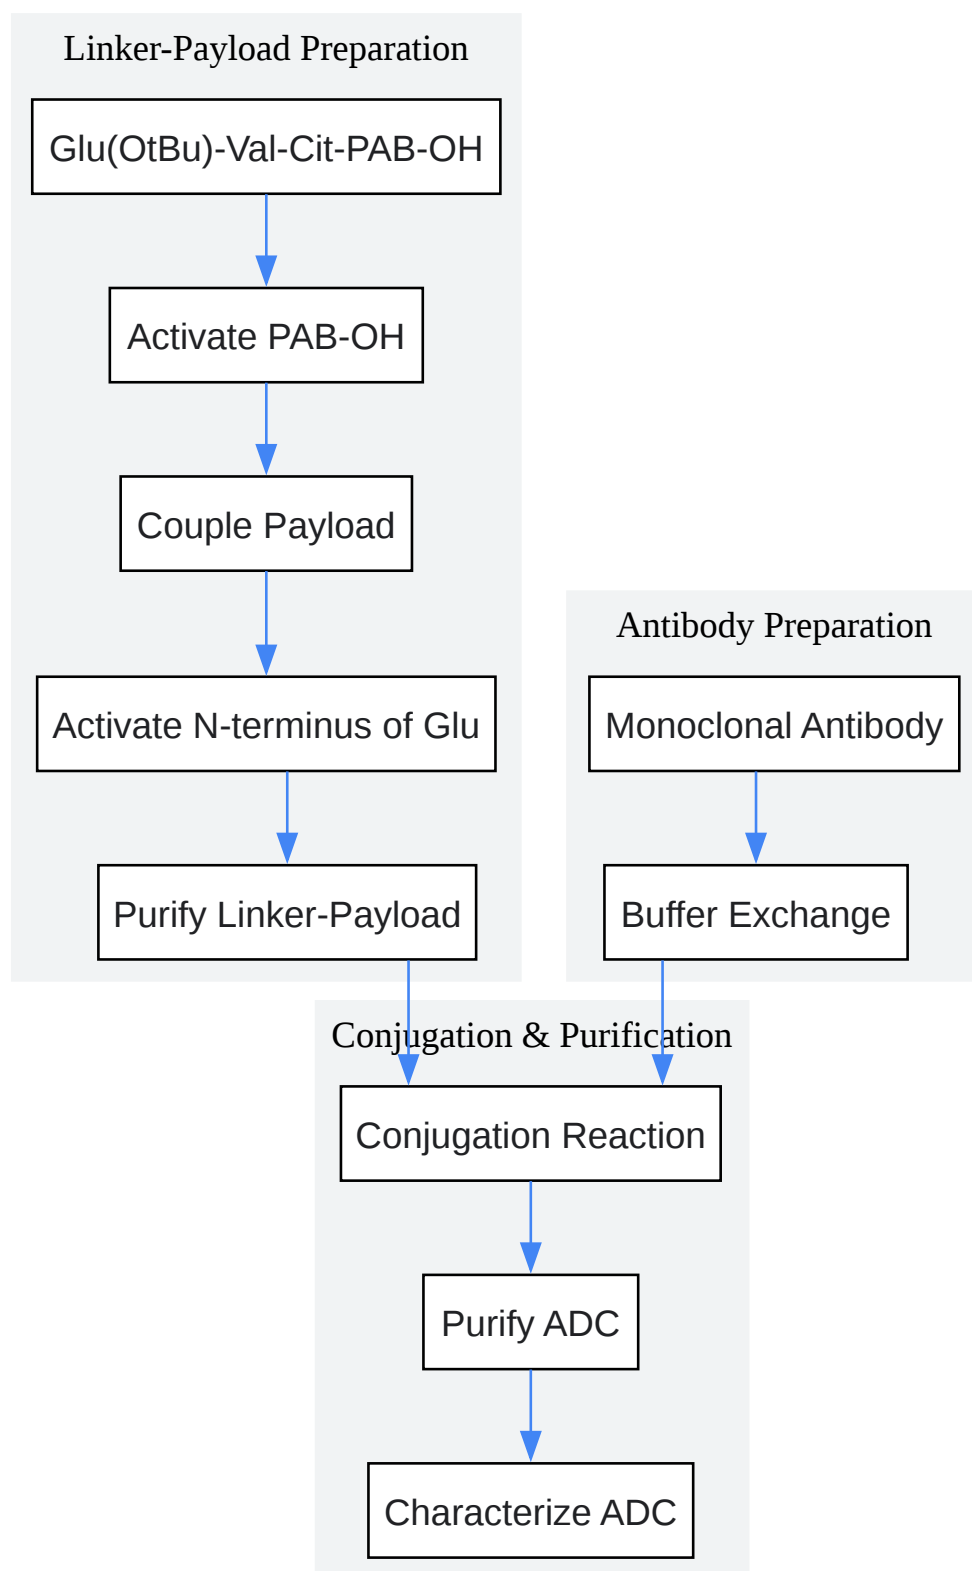 Linker-Payload Preparation
Glu(OtBu)-Val-Cit-PAB-OH
Activate PAB-OH
Couple Payload
Activate N-terminus of Glu
Purify Linker-Payload
Antibody Preparation
Monoclonal Antibody
Buffer Exchange
Conjugation & Purification
Conjugation Reaction
Purify ADC
Characterize ADC